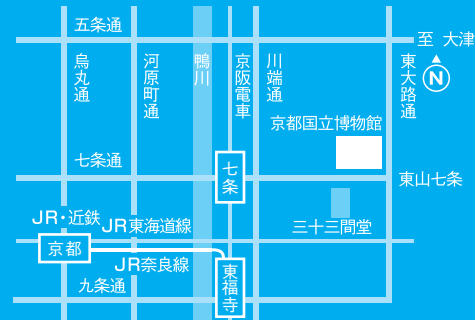 五条通
至 大津
烏丸通
河原町通
鴨川
京阪電車
川端通
東大路通
N
京都国立博物館
七条通
七条
東山七条
JR・近鉄
JR東海道線
三十三間堂
京都
JR奈良線
東福寺
九条通